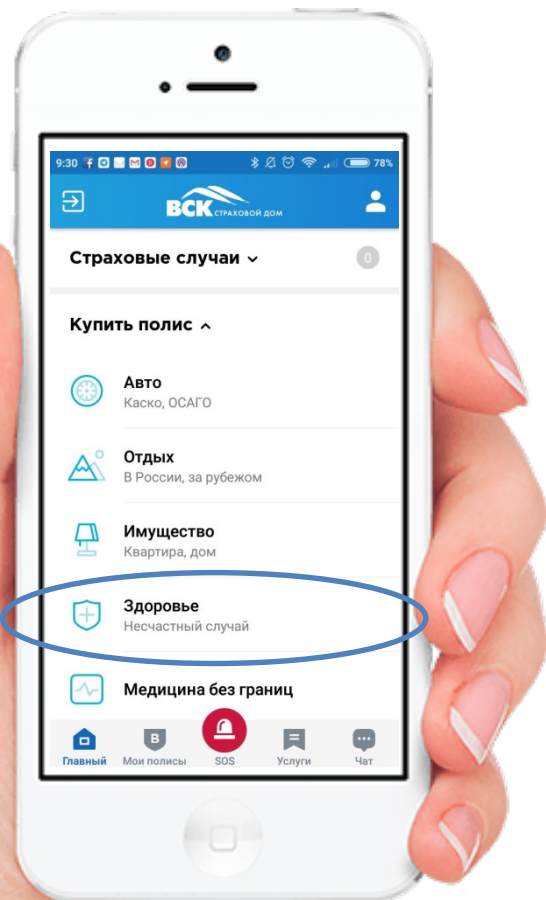 9:30
78%
ВСК СТРАХОВОЙ ДОМ
Страховые случаи
0
Купить полис
Авто
Каско, ОСАГО
Отдых
В России, за рубежом
Имущество
Квартира, дом
Здоровье
Несчастный случай
Медицина без границ
В
Главный Мои полисы SOS Услуги Чат